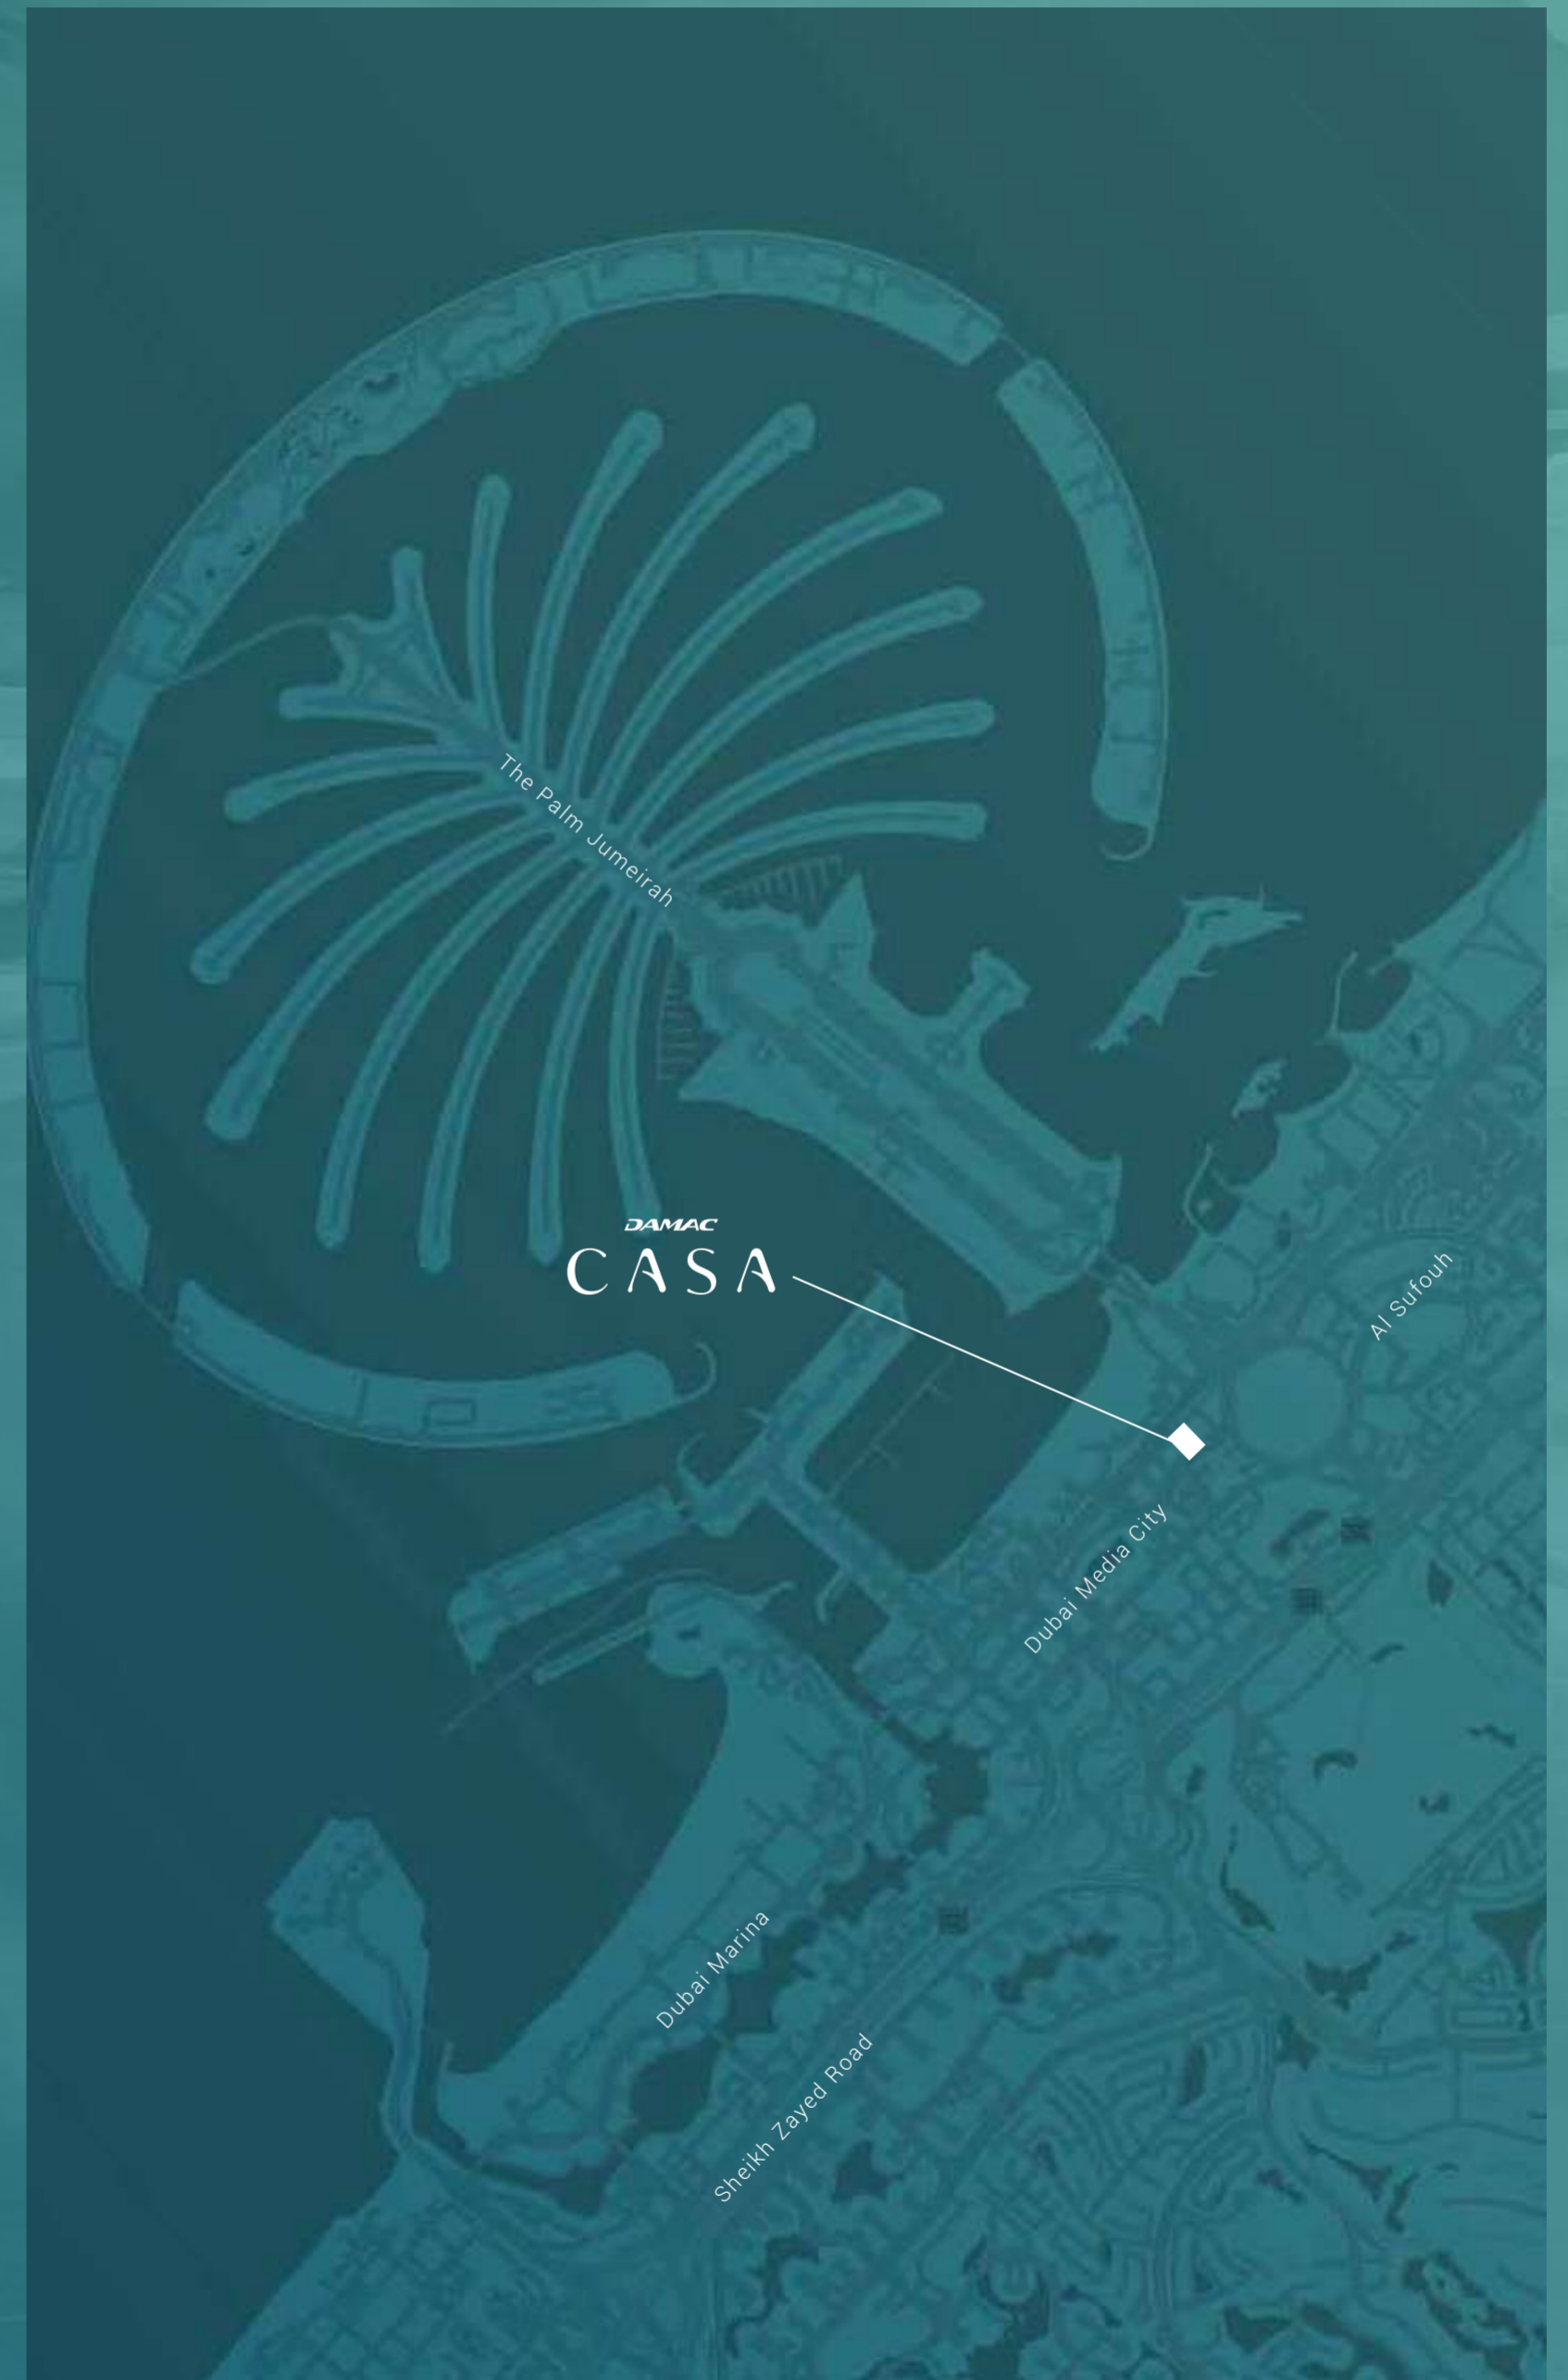 The Palm Jumeirah
DAMAC
CASA
Al Sufouh
Dubai Media City
Dubai Marina
Sheikh Zayed Road